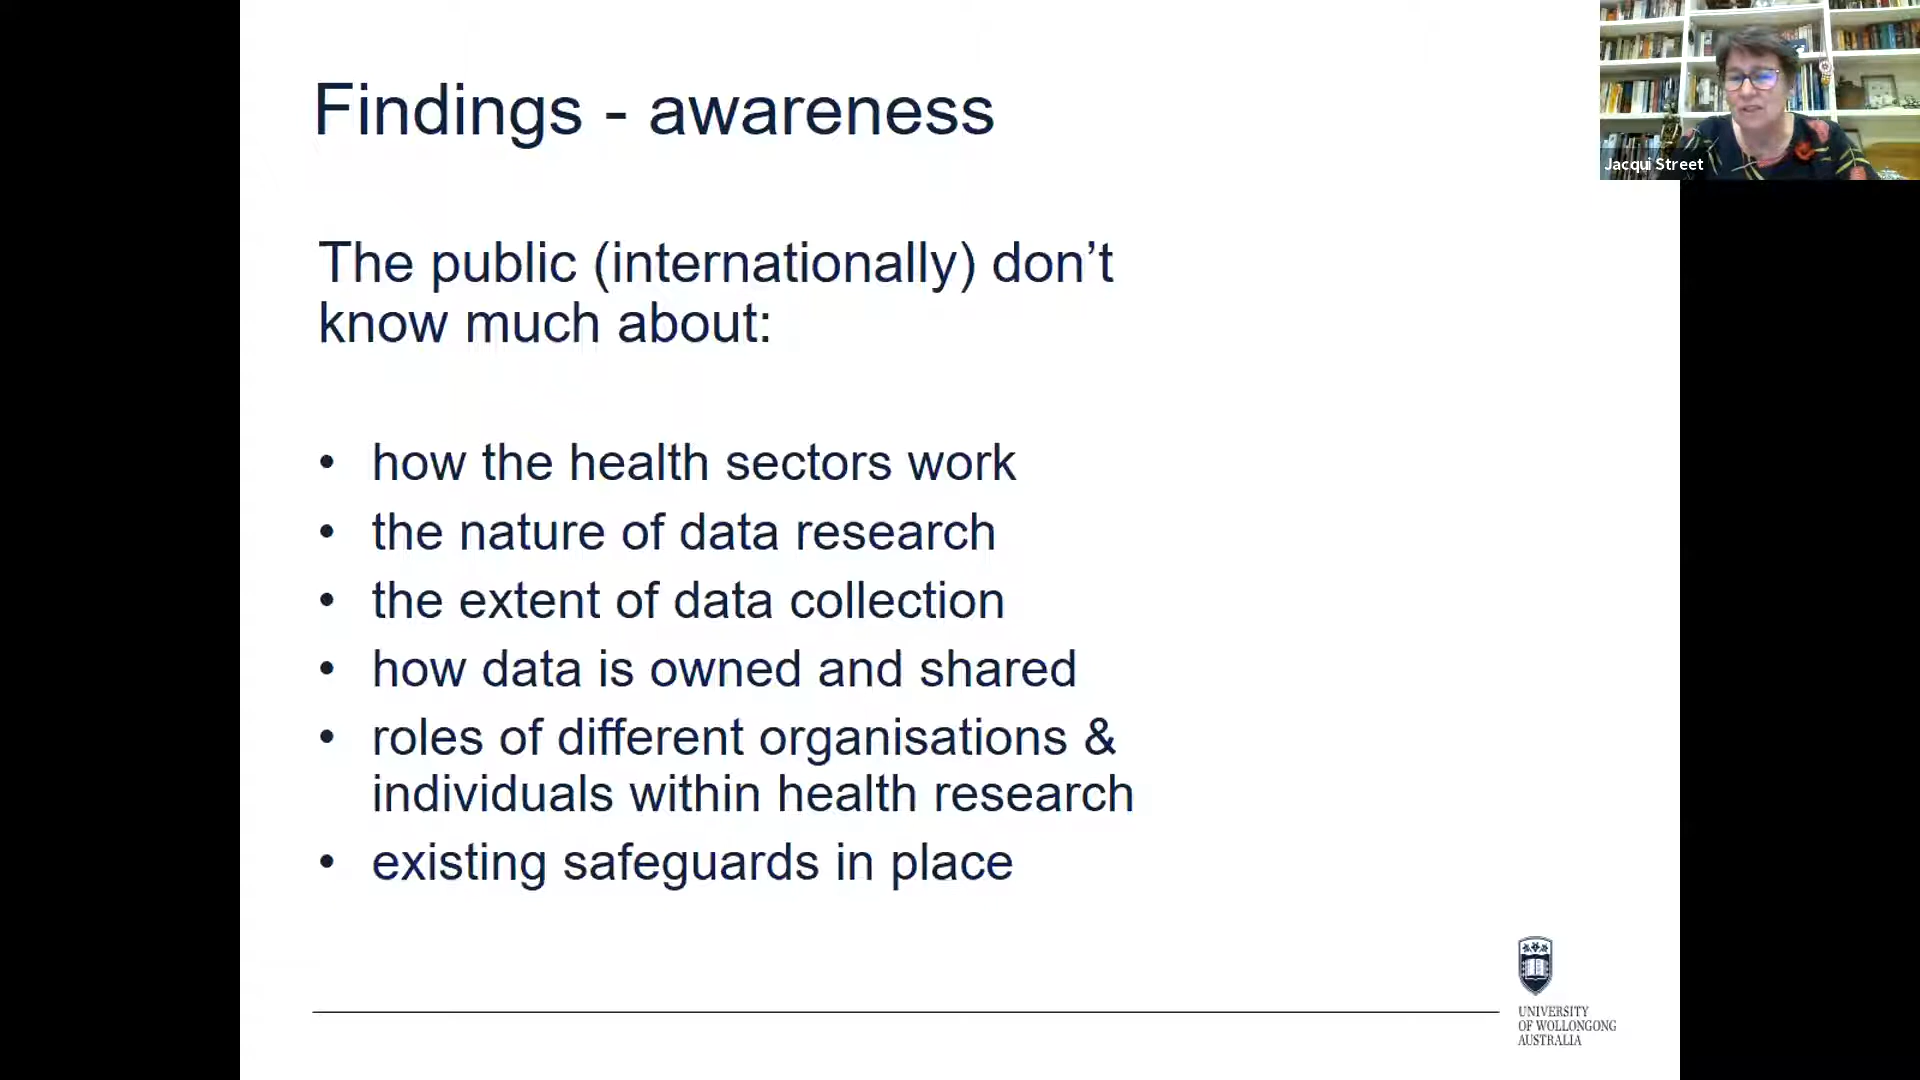 Findings - awareness
Jacqui Street
The public (internationally) don’t
know much about:
• how the health sectors work
• the nature of data research
• the extent of data collection
• how data is owned and shared
• roles of different organisations &
individuals within health research
• existing safeguards in place
UNIVERSITY
OF WOLLONGONG
AUSTRALIA